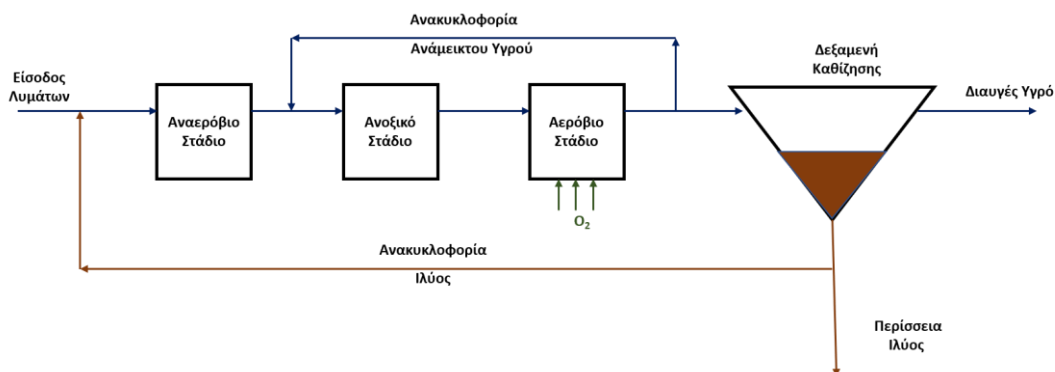 Ανακυκλοφορία
Ανάμεικτου Υγρού
Δεξαμενή
Καθίζησης
Είσοδος
Λυμάτων
Διαυγές Υγρό
Αναερόβιο
Στάδιο
Ανοξικό
Στάδιο
Αερόβιο
Στάδιο
O₂
Ανακυκλοφορία
Ιλύος
Περίσσεια
Ιλύος